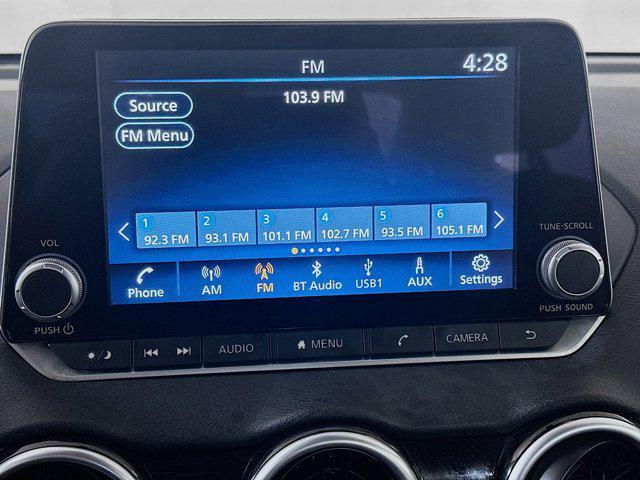 FM
4:28
Source
103.9 FM
FM Menu
1 2 3 4 5 6
92.3 FM 93.1 FM 101.1 FM 102.7 FM 93.5 FM 105.1 FM
VOL
TUNE·SCROLL
Phone AM FM BT Audio USB1 AUX Settings
PUSH
PUSH SOUND
AUDIO MENU CAMERA